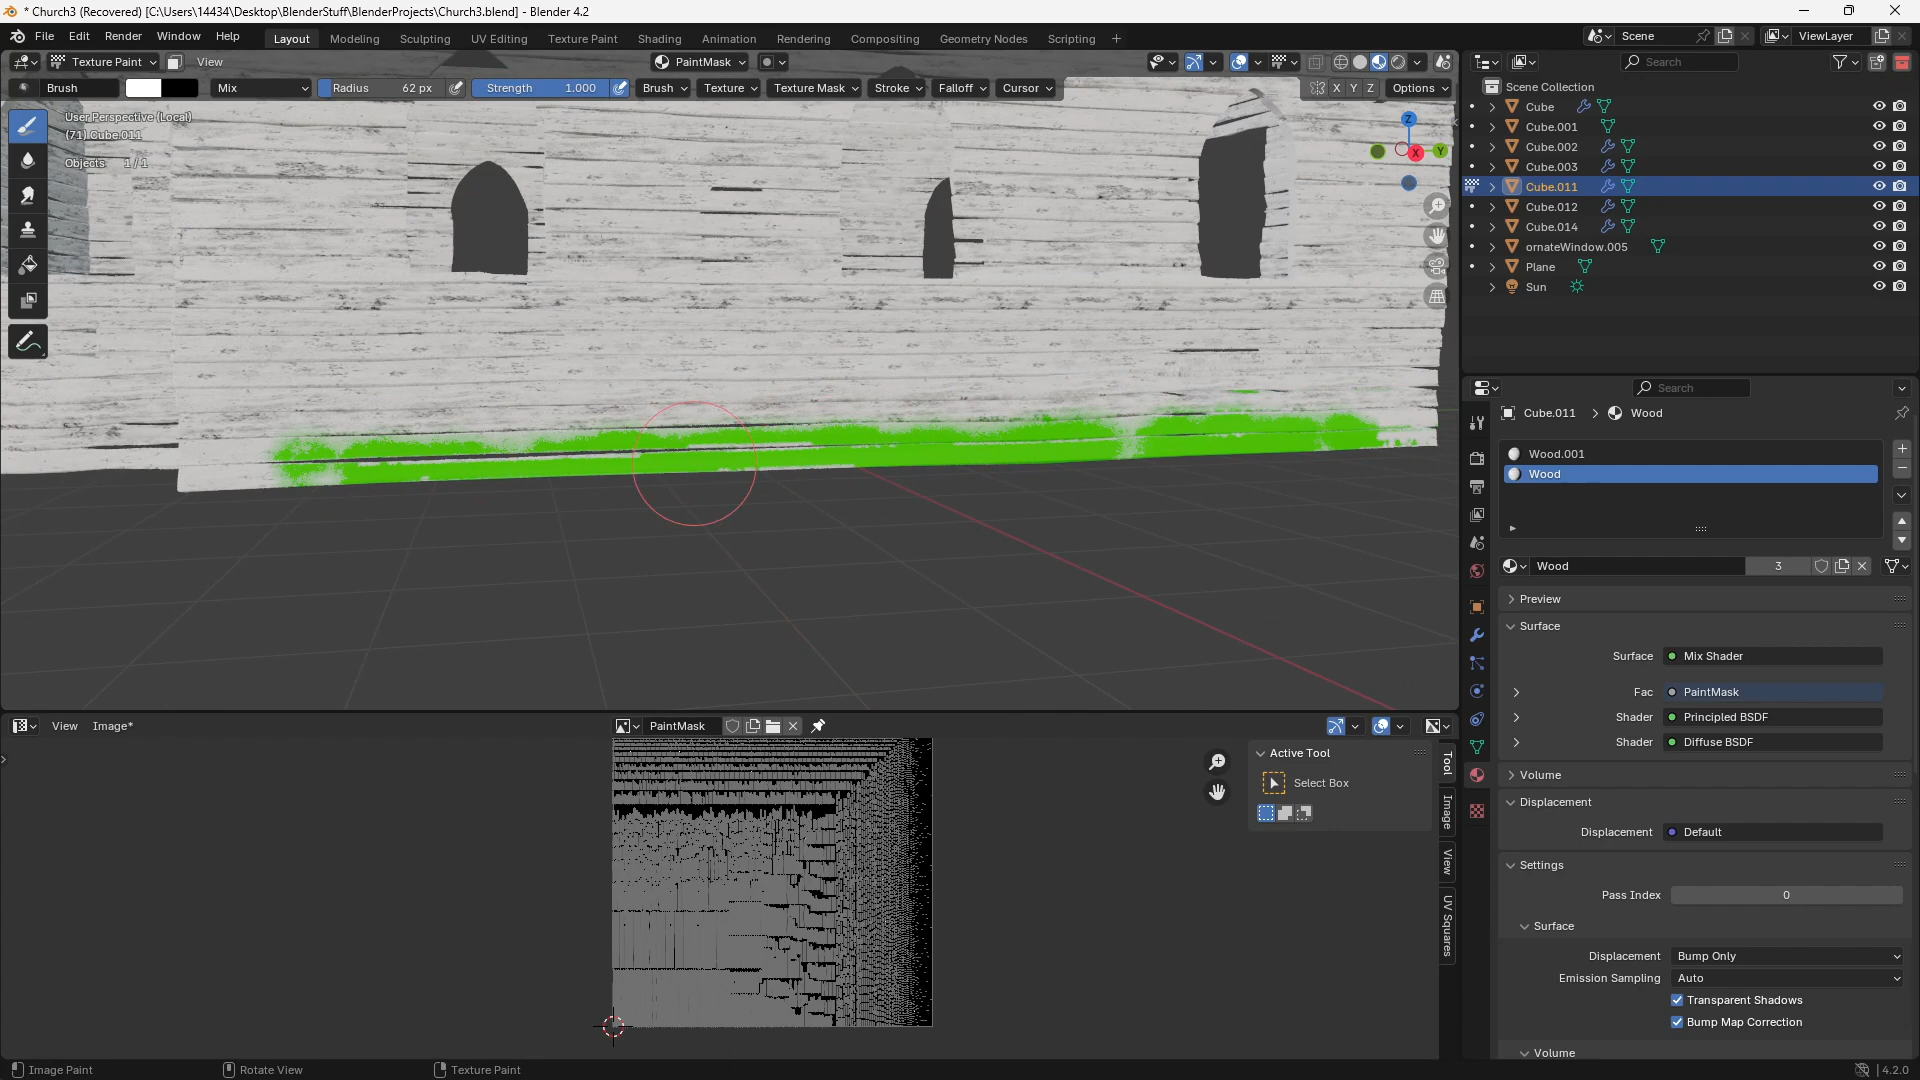 * Church3 (Recovered) [C:\Users\14434\Desktop\BlenderStuff\BlenderProjects\Church3.blend] - Blender 4.2
File Edit Render Window Help Layout Modeling Sculpting UV Editing Texture Paint Shading Animation Rendering Compositing Geometry Nodes Scripting + Scene ViewLayer
Texture Paint View PaintMask Search
Brush Mix Radius 62 px Strength 1.000 Brush Texture Texture Mask Stroke Falloff Cursor X Y Z Options
User Perspective (Local)
(71) Cube.011
Objects 1/1
Z
X
Y
Scene Collection
Cube
Cube.001
Cube.002
Cube.003
Cube.011
Cube.012
Cube.014
ornateWindow.005
Plane
Sun
Search
Cube.011 > Wood
Wood.001
Wood
Wood 3
Preview
Surface
Surface Mix Shader
Fac PaintMask
Shader Principled BSDF
Shader Diffuse BSDF
Volume
Displacement
Displacement Default
Settings
Pass Index 0
Surface
Displacement Bump Only
Emission Sampling Auto
Transparent Shadows
Bump Map Correction
Volume
View Image* PaintMask
Active Tool
Select Box
Tool
Image
View
UV Squares
Image Paint Rotate View Texture Paint 4.2.0